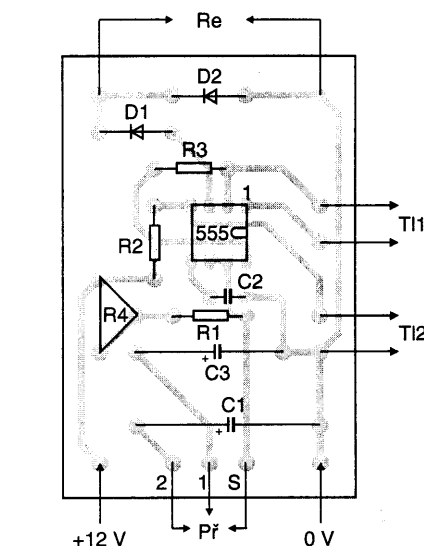 Re
D2
D1
R3
1
Tl1
R2
555
C2
R4
R1
Tl2
C3
+
C1
+
2 1 S
+12 V Př 0 V